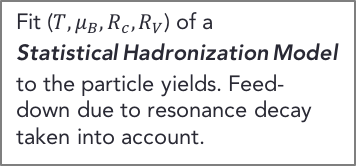 Fit (T, μ_B, R_c, R_V) of a
Statistical Hadronization Model
to the particle yields. Feed-
down due to resonance decay
taken into account.